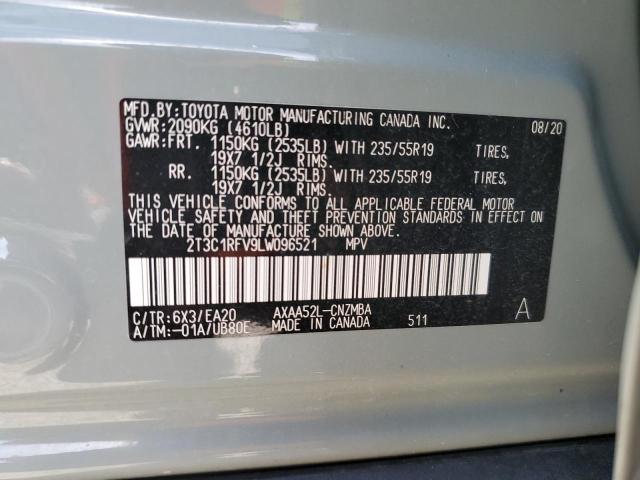 MFD.BY:TOYOTA MOTOR MANUFACTURING CANADA INC. 08/20
GVWR:2090KG (4610LB)
GAWR:FRT. 1150KG (2535LB) WITH 235/55R19 TIRES,
19X7 1/2J RIMS.
RR. 1150KG (2535LB) WITH 235/55R19 TIRES,
19X7 1/2J RIMS.
THIS VEHICLE CONFORMS TO ALL APPLICABLE FEDERAL MOTOR
VEHICLE SAFETY AND THEFT PREVENTION STANDARDS IN EFFECT ON
THE DATE OF MANUFACTURE SHOWN ABOVE.
2T3C1RFV9LW096521 MPV
C/TR:6X3/EA20 AXAA52L-CNZMBA
A/TM:-01A/UB80E MADE IN CANADA 511 A